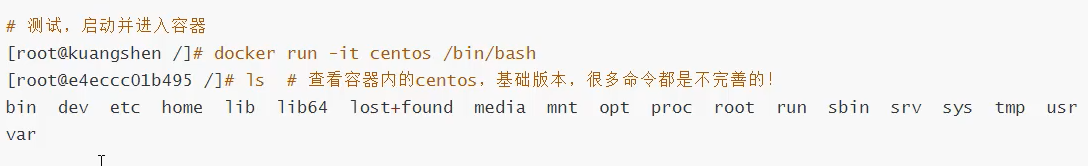 # 测试，启动并进入容器
[root@kuangshen /]# docker run -it centos /bin/bash
[root@e4eccc01b495 /]# ls  # 查看容器内的centos，基础版本，很多命令都是不完善的！
bin  dev  etc  home  lib  lib64  lost+found  media  mnt  opt  proc  root  run  sbin  srv  sys  tmp  usr
var